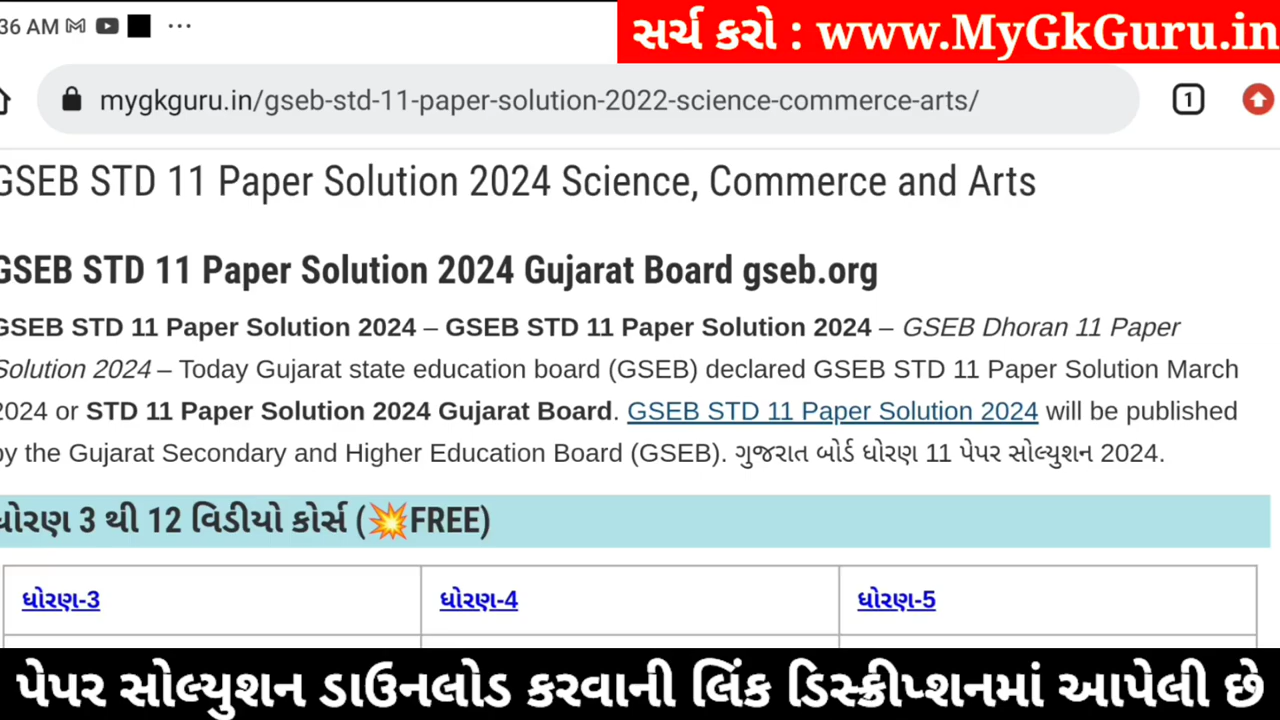 36 AM
સર્ચ કરો : www.MyGkGuru.in
mygkguru.in/gseb-std-11-paper-solution-2022-science-commerce-arts/
1
GSEB STD 11 Paper Solution 2024 Science, Commerce and Arts
GSEB STD 11 Paper Solution 2024 Gujarat Board gseb.org
GSEB STD 11 Paper Solution 2024 – GSEB STD 11 Paper Solution 2024 – GSEB Dhoran 11 Paper
Solution 2024 – Today Gujarat state education board (GSEB) declared GSEB STD 11 Paper Solution March
2024 or STD 11 Paper Solution 2024 Gujarat Board. GSEB STD 11 Paper Solution 2024 will be published
by the Gujarat Secondary and Higher Education Board (GSEB). ગુજરાત બોર્ડ ધોરણ 11 પેપર સોલ્યુશન 2024.
ધોરણ 3 થી 12 વિડીયો કોર્સ (💥FREE)
ધોરણ-3 ધોરણ-4 ધોરણ-5
પેપર સોલ્યુશન ડાઉનલોડ કરવાની લિંક ડિસ્ક્રીપ્શનમાં આપેલી છે